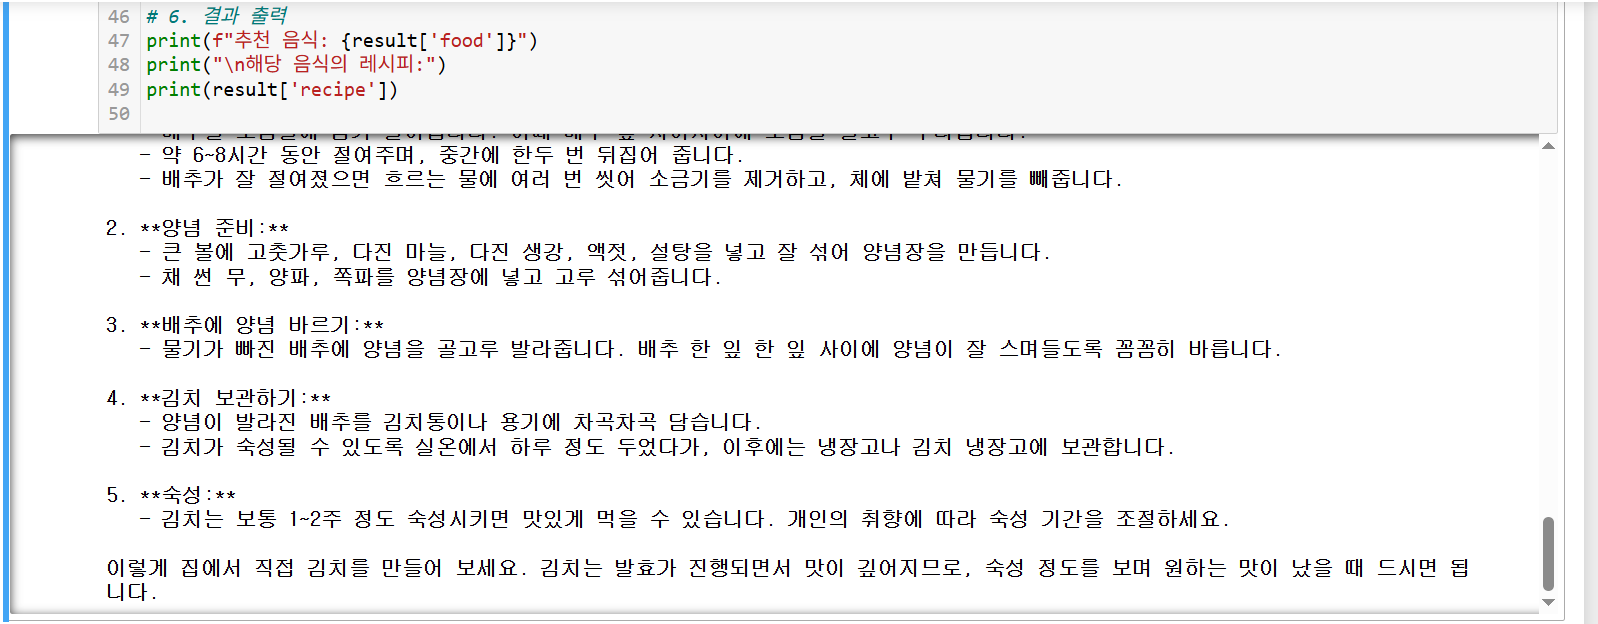 46 # 6. 결과 출력
47 print(f"추천 음식: {result['food']}")
48 print("\n해당 음식의 레시피:")
49 print(result['recipe'])
50
- 약 6~8시간 동안 절여주며, 중간에 한두 번 뒤집어 줍니다.
- 배추가 잘 절여졌으면 흐르는 물에 여러 번 씻어 소금기를 제거하고, 체에 밭쳐 물기를 빼줍니다.
2. **양념 준비:**
- 큰 볼에 고춧가루, 다진 마늘, 다진 생강, 액젓, 설탕을 넣고 잘 섞어 양념장을 만듭니다.
- 채 썬 무, 양파, 쪽파를 양념장에 넣고 고루 섞어줍니다.
3. **배추에 양념 바르기:**
- 물기가 빠진 배추에 양념을 골고루 발라줍니다. 배추 한 잎 한 잎 사이에 양념이 잘 스며들도록 꼼꼼히 바릅니다.
4. **김치 보관하기:**
- 양념이 발라진 배추를 김치통이나 용기에 차곡차곡 담습니다.
- 김치가 숙성될 수 있도록 실온에서 하루 정도 두었다가, 이후에는 냉장고나 김치 냉장고에 보관합니다.
5. **숙성:**
- 김치는 보통 1~2주 정도 숙성시키면 맛있게 먹을 수 있습니다. 개인의 취향에 따라 숙성 기간을 조절하세요.
이렇게 집에서 직접 김치를 만들어 보세요. 김치는 발효가 진행되면서 맛이 깊어지므로, 숙성 정도를 보며 원하는 맛이 났을 때 드시면 됩
니다.